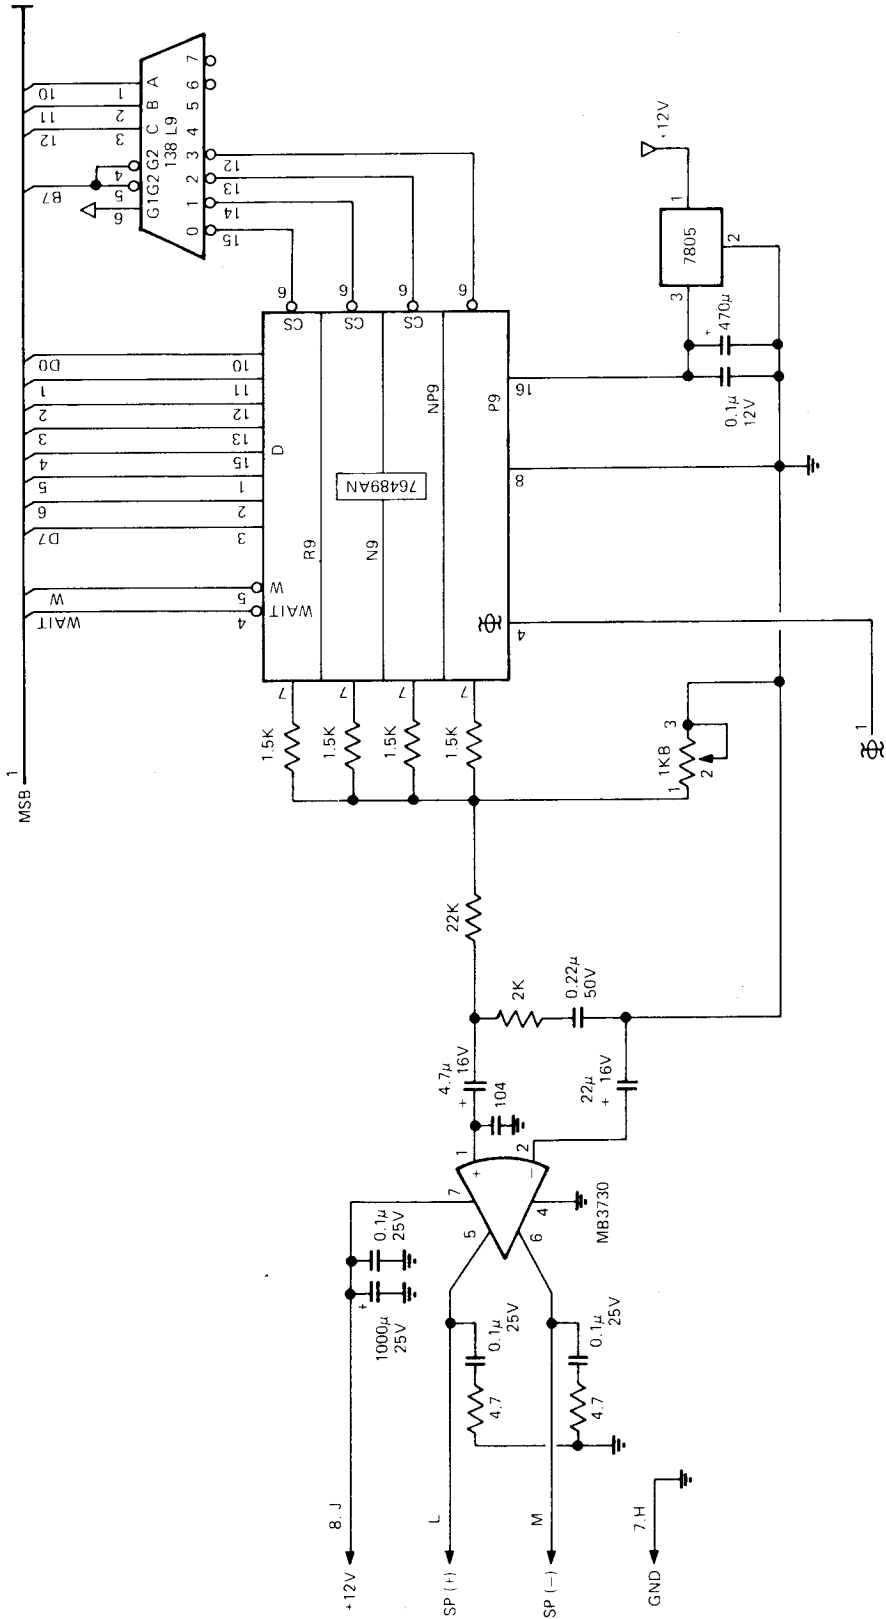 MSB 1
10
11
12
B7
1
2
3
4
5
6
A
B
C
G2
G2
G1
138 L9
7
6
5
4
3
2
1
0
12
13
14
15
6
6
6
6
CS
CS
CS
D0
1
2
3
4
5
6
D7
W
WAIT
10
11
12
13
15
1
2
3
5
4
D
W
WAIT
76489AN
R9
N9
NP9
P9
16
8
4
7
7
7
7
1.5K
1.5K
1.5K
1.5K
+12V
1
7805
2
3
+
470μ
0.1μ
12V
1KB
1
2
3
1
22K
2K
0.22μ
50V
4.7μ
16V
+
104
22μ
16V
+
1
2
+
−
7
5
6
4
MB3730
0.1μ
25V
+
1000μ
25V
0.1μ
25V
4.7
0.1μ
25V
4.7
8.J
+12V
L
SP (+)
M
SP (−)
7.H
GND